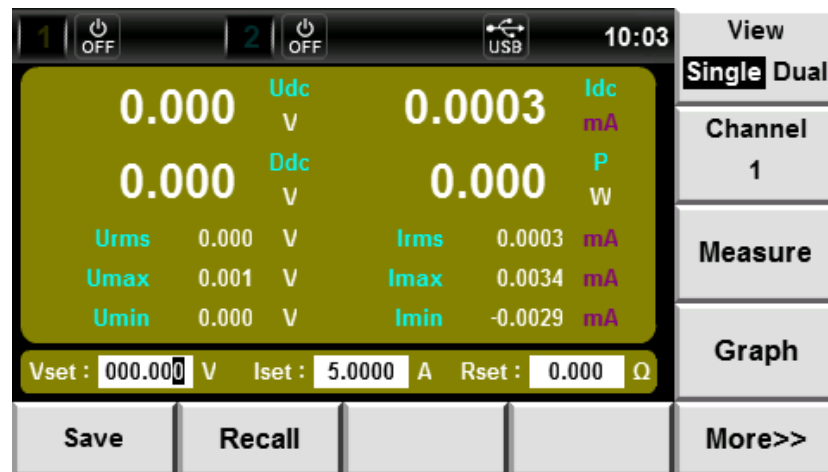 1 OFF 2 OFF USB 10:03
View
Single Dual
0.000 Udc V 0.0003 Idc mA
Channel
1
0.000 Ddc V 0.000 P W
Urms 0.000 V Irms 0.0003 mA
Measure
Umax 0.001 V Imax 0.0034 mA
Umin 0.000 V Imin -0.0029 mA
Graph
Vset : 000.000 V Iset : 5.0000 A Rset : 0.000 Ω
Save Recall More>>